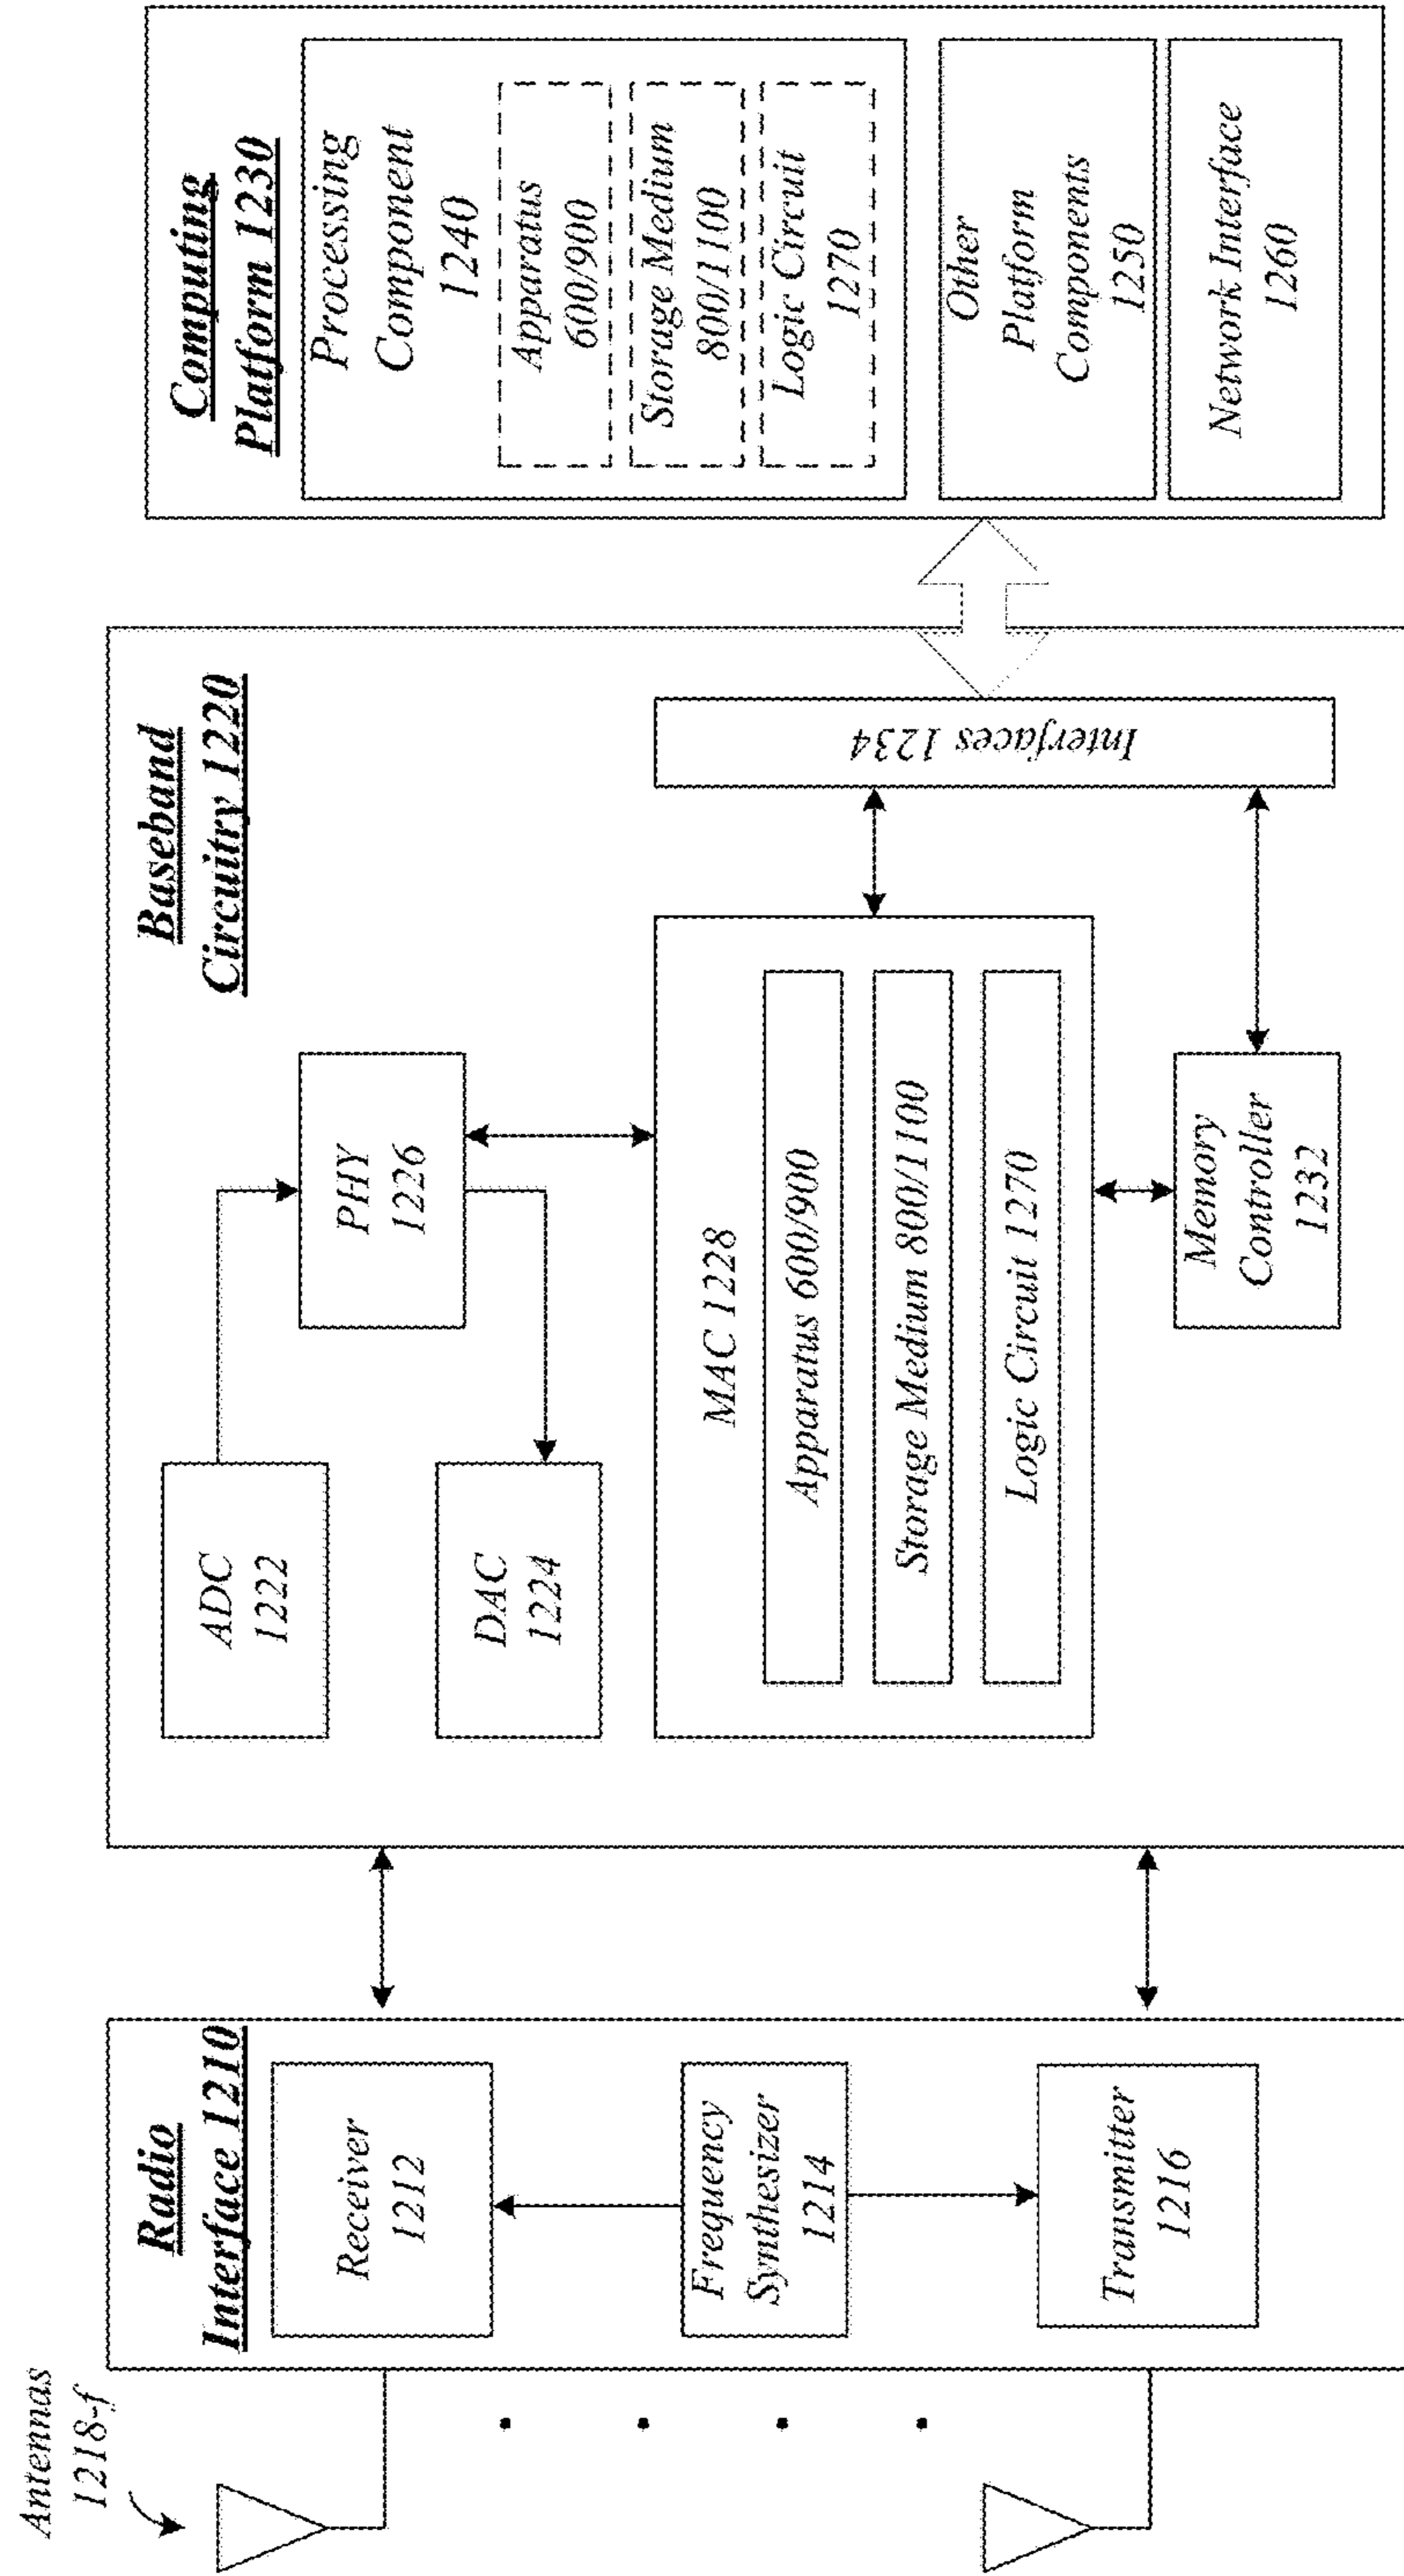 Antennas
1218-f
Radio
Interface 1210
Receiver
1212
Frequency
Synthesizer
1214
Transmitter
1216
Baseband
Circuitry 1220
ADC
1222
PHY
1226
DAC
1224
MAC 1228
Apparatus 600/900
Storage Medium 800/1100
Logic Circuit 1270
Memory
Controller
1232
Interfaces 1234
Computing
Platform 1230
Processing
Component
1240
Apparatus
600/900
Storage Medium
800/1100
Logic Circuit
1270
Other
Platform
Components
1250
Network Interface
1260